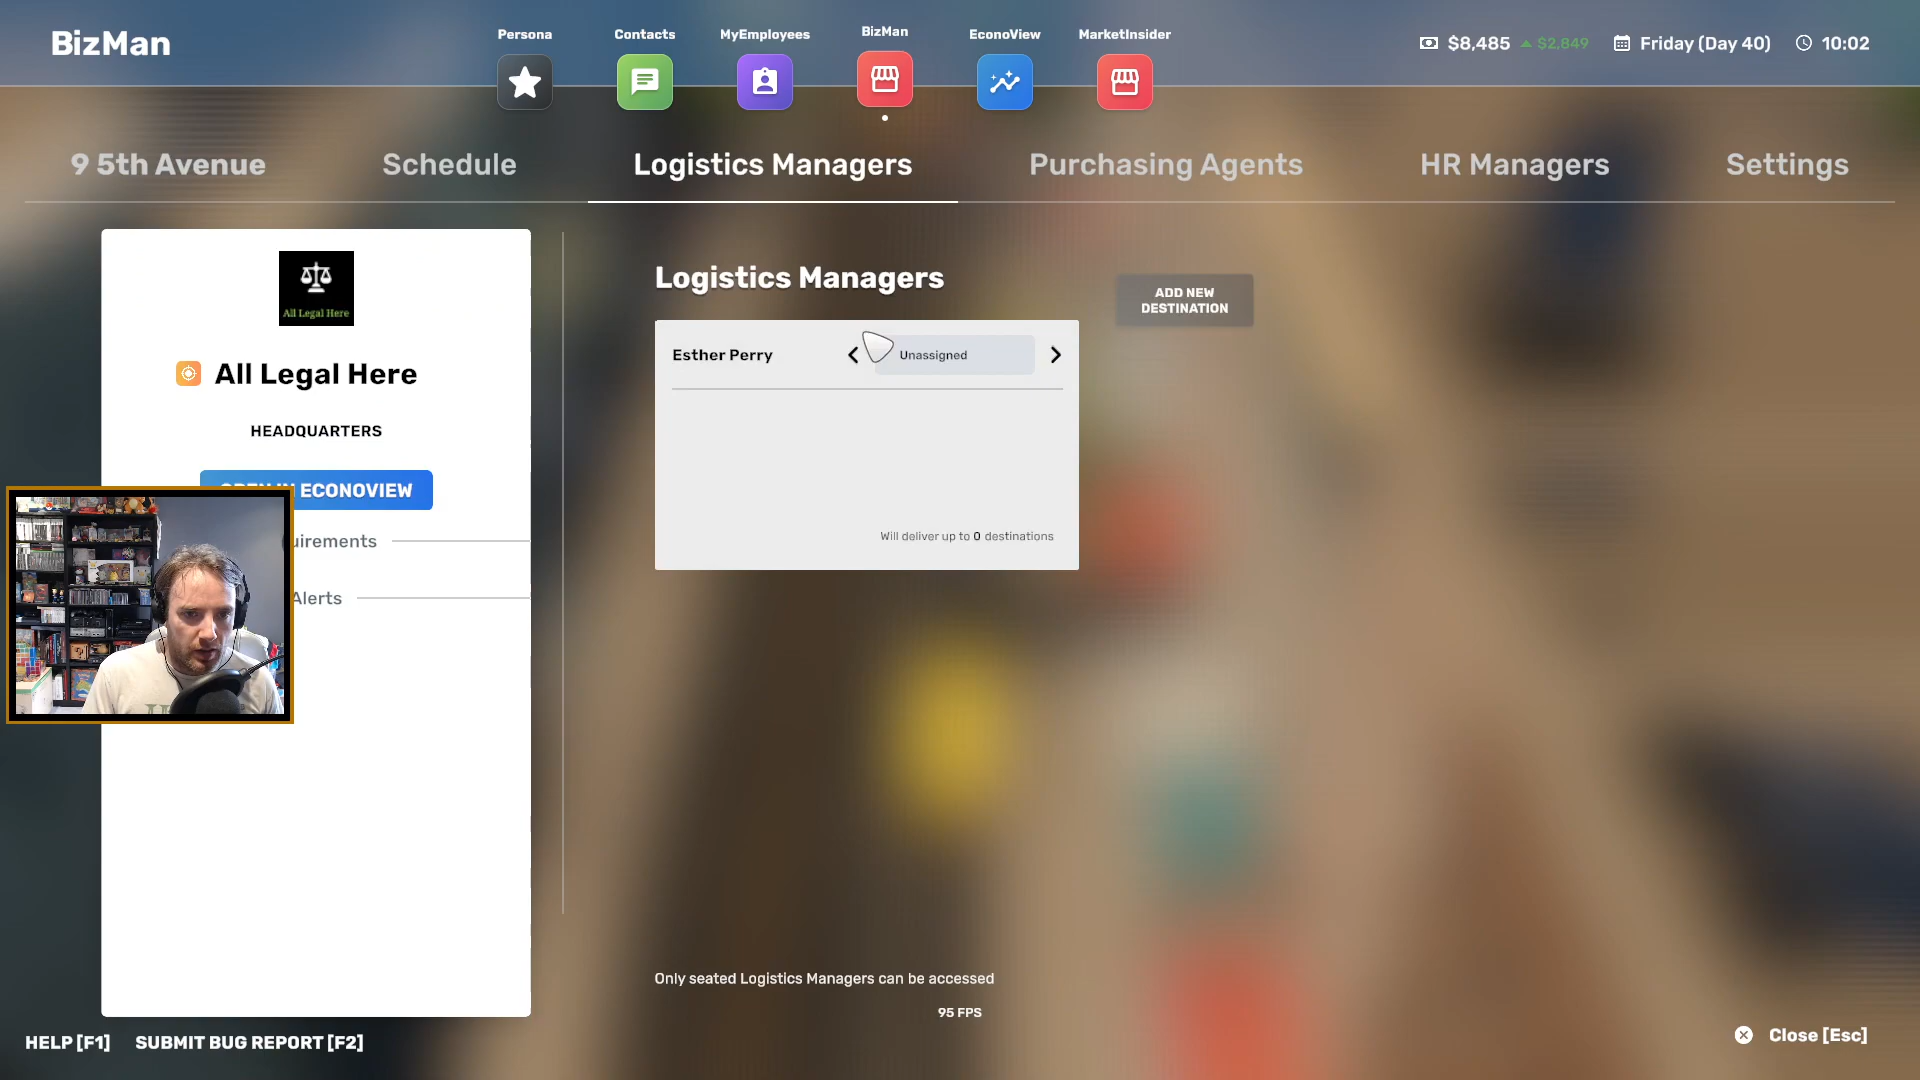 BizMan
Persona
Contacts
MyEmployees
BizMan
EconoView
MarketInsider
$8,485
$2,849
Friday (Day 40)
10:02
9 5th Avenue
Schedule
Logistics Managers
Purchasing Agents
HR Managers
Settings
All Legal Here
All Legal Here
HEADQUARTERS
ECONOVIEW
uirements
Alerts
Logistics Managers
ADD NEW
DESTINATION
Esther Perry
Unassigned
Will deliver up to 0 destinations
Only seated Logistics Managers can be accessed
95 FPS
HELP [F1]
SUBMIT BUG REPORT [F2]
Close [Esc]